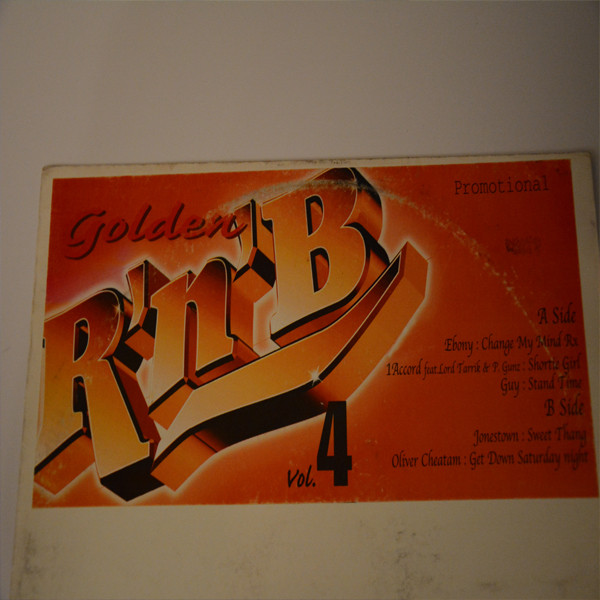 Promotional
Golden
R'n'B
Vol. 4
A Side
Ebony : Change My Mind Rx
1Accord feat.Lord Tarrik & P. Gunz : Shortie Girl
Guy : Stand Time
B Side
Jonestown : Sweet Thang
Oliver Cheatam : Get Down Saturday night